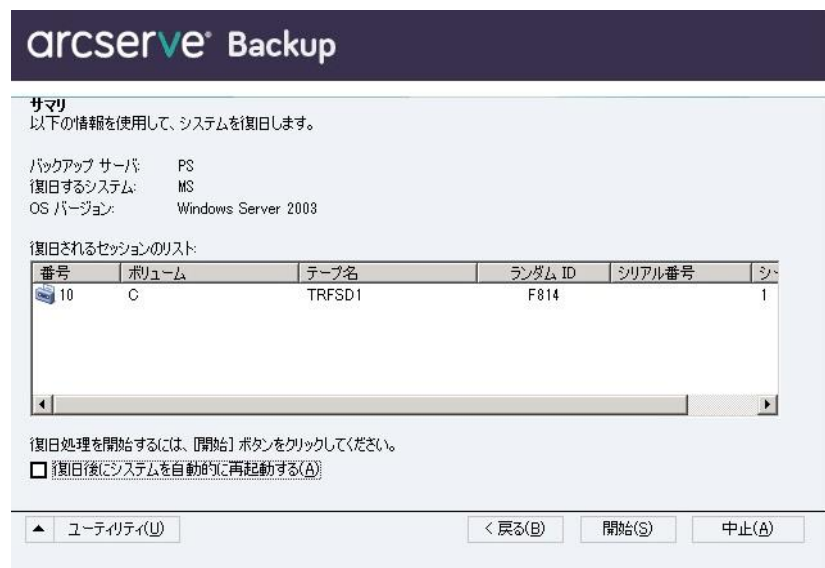 arcserve Backup
サマリ
以下の情報を使用して、システムを復旧します。
バックアップ サーバ: PS
復旧するシステム: MS
OS バージョン: Windows Server 2003
復旧されるセッションのリスト:
番号 ボリューム テープ名 ランダム ID シリアル番号 シー
10 C TRFSD1 F814 1
復旧処理を開始するには、[開始] ボタンをクリックしてください。
復旧後にシステムを自動的に再起動する(A)
ユーティリティ(U) < 戻る(B) 開始(S) 中止(A)